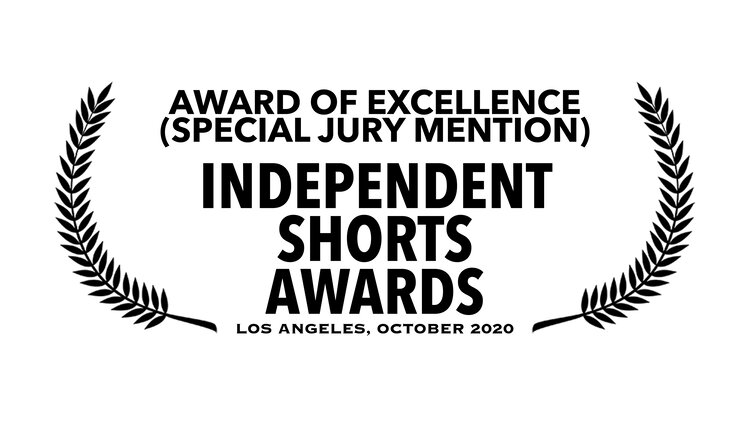 AWARD OF EXCELLENCE
(SPECIAL JURY MENTION)
INDEPENDENT
SHORTS
AWARDS
LOS ANGELES, OCTOBER 2020